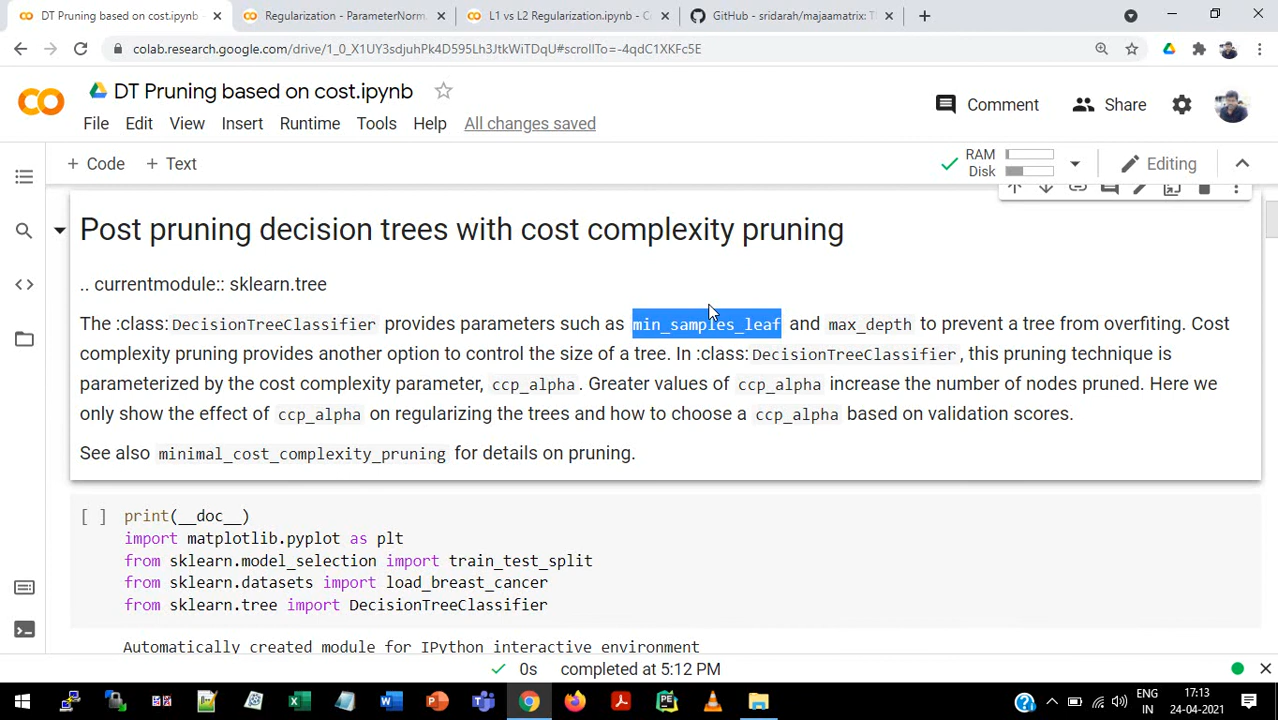 DT Pruning based on cost.ipynb -
Regularization - ParameterNorm.
L1 vs L2 Regularization.ipynb - C
GitHub - sridarah/majaamatrix: T
colab.research.google.com/drive/1_0_X1UY3sdjuhPk4D595Lh3JtkWiTDqU#scrollTo=-4qdC1XKFc5E
DT Pruning based on cost.ipynb
Comment
Share
File Edit View Insert Runtime Tools Help All changes saved
+ Code + Text
RAM
Disk
Editing
Post pruning decision trees with cost complexity pruning
.. currentmodule:: sklearn.tree
The :class: DecisionTreeClassifier provides parameters such as min_samples_leaf and max_depth to prevent a tree from overfiting. Cost
complexity pruning provides another option to control the size of a tree. In :class: DecisionTreeClassifier, this pruning technique is
parameterized by the cost complexity parameter, ccp_alpha. Greater values of ccp_alpha increase the number of nodes pruned. Here we
only show the effect of ccp_alpha on regularizing the trees and how to choose a ccp_alpha based on validation scores.
See also minimal_cost_complexity_pruning for details on pruning.
[ ] print(__doc__)
import matplotlib.pyplot as plt
from sklearn.model_selection import train_test_split
from sklearn.datasets import load_breast_cancer
from sklearn.tree import DecisionTreeClassifier
Automatically created module for IPython interactive environment
0s completed at 5:12 PM
ENG
IN
17:13
24-04-2021